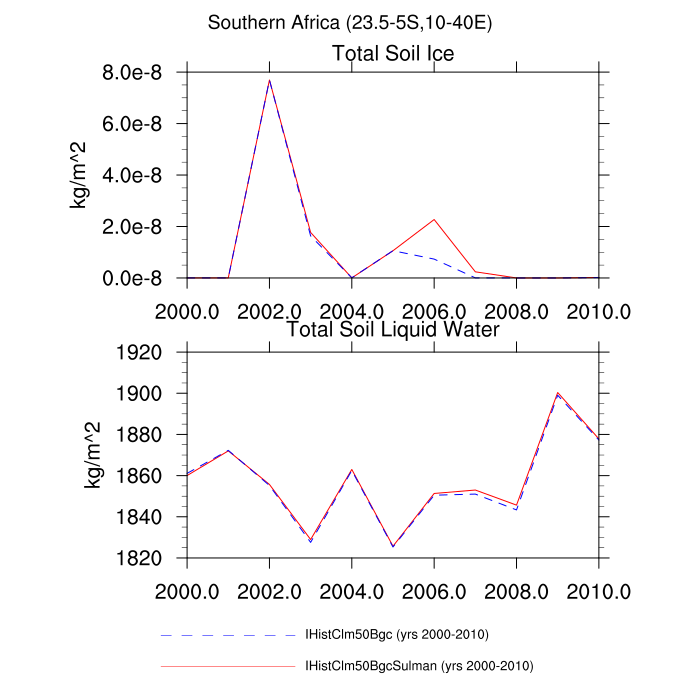 Southern Africa (23.5-5S,10-40E)
Total Soil Ice
8.0e-8
6.0e-8
4.0e-8
2.0e-8
0.0e-8
kg/m^2
2000.0 2002.0 2004.0 2006.0 2008.0 2010.0
Total Soil Liquid Water
1920
1900
1880
1860
1840
1820
kg/m^2
2000.0 2002.0 2004.0 2006.0 2008.0 2010.0
IHistClm50Bgc (yrs 2000-2010)
IHistClm50BgcSulman (yrs 2000-2010)